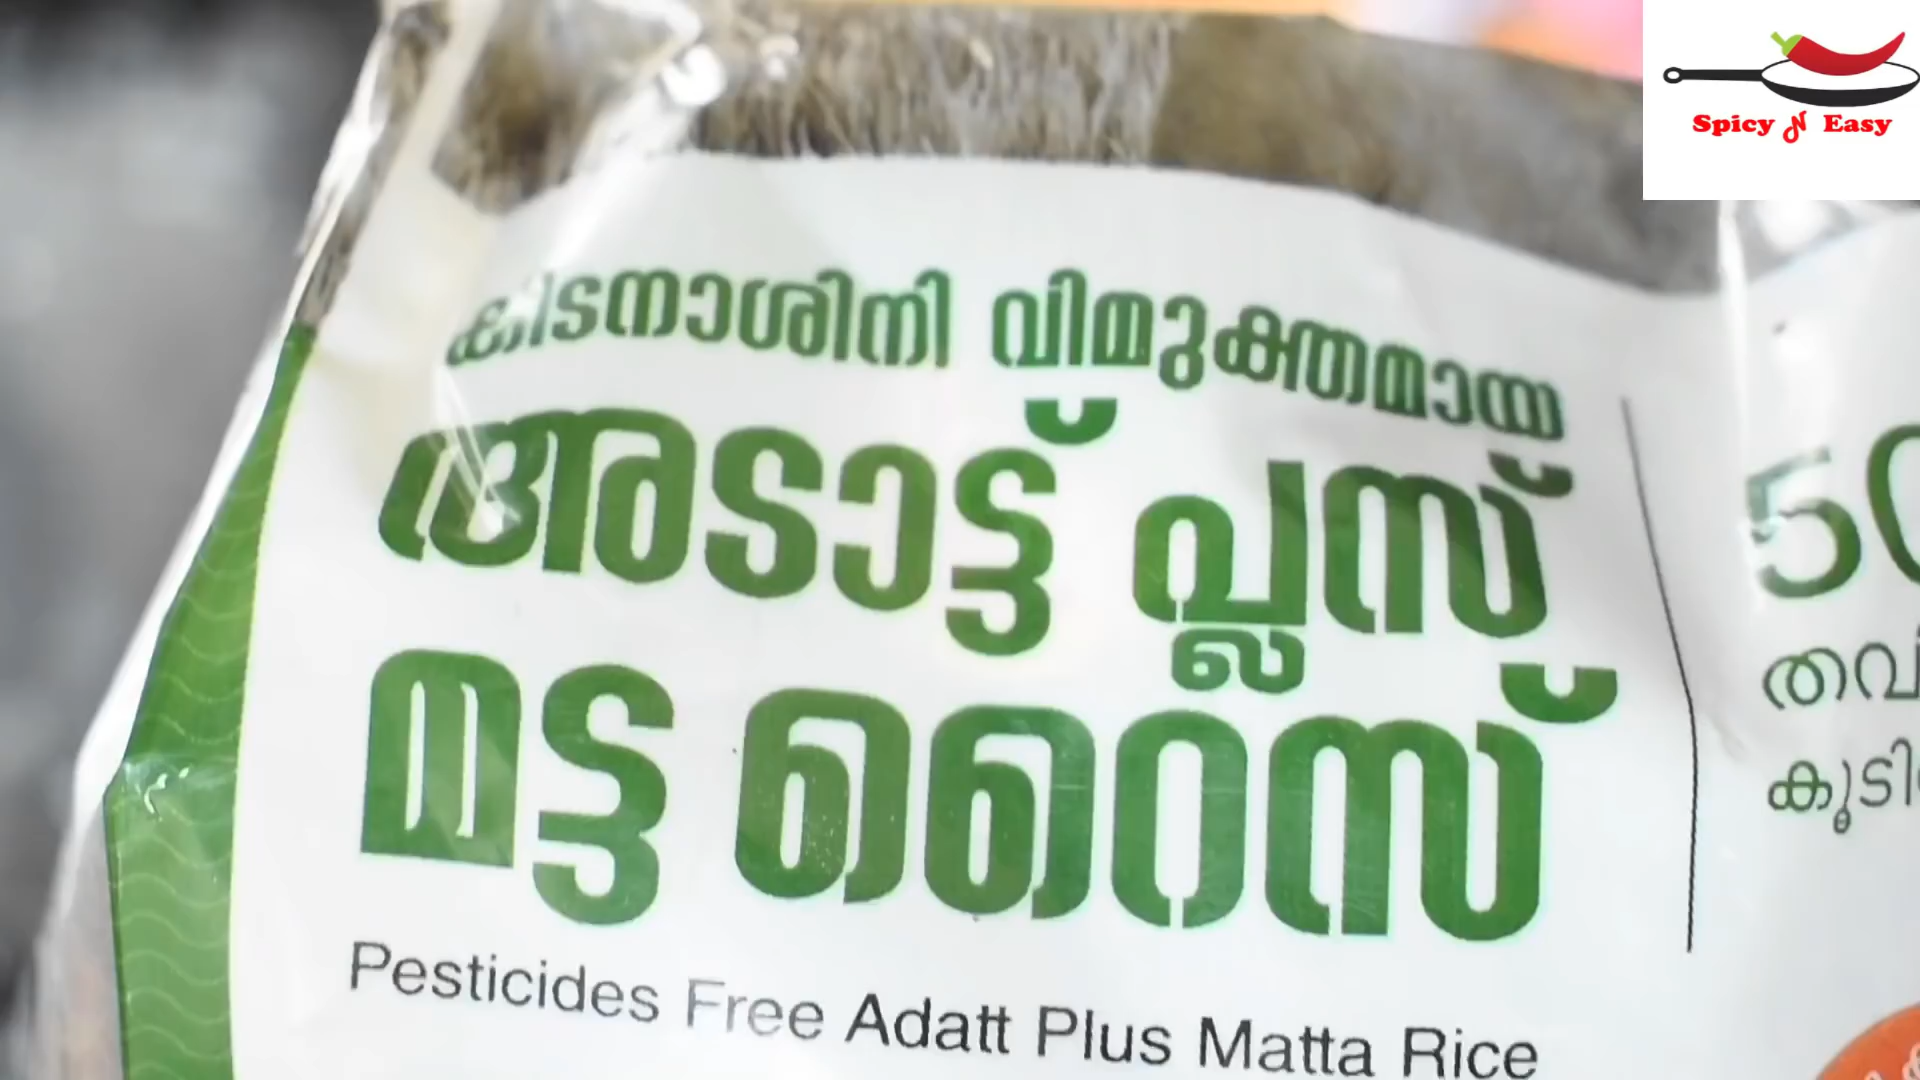 Spicy N Easy
കീടനാശിനി വിമുക്തമായ
അടാട്ട് പ്ലസ്
മട്ട റൈസ്
Pesticides Free Adatt Plus Matta Rice